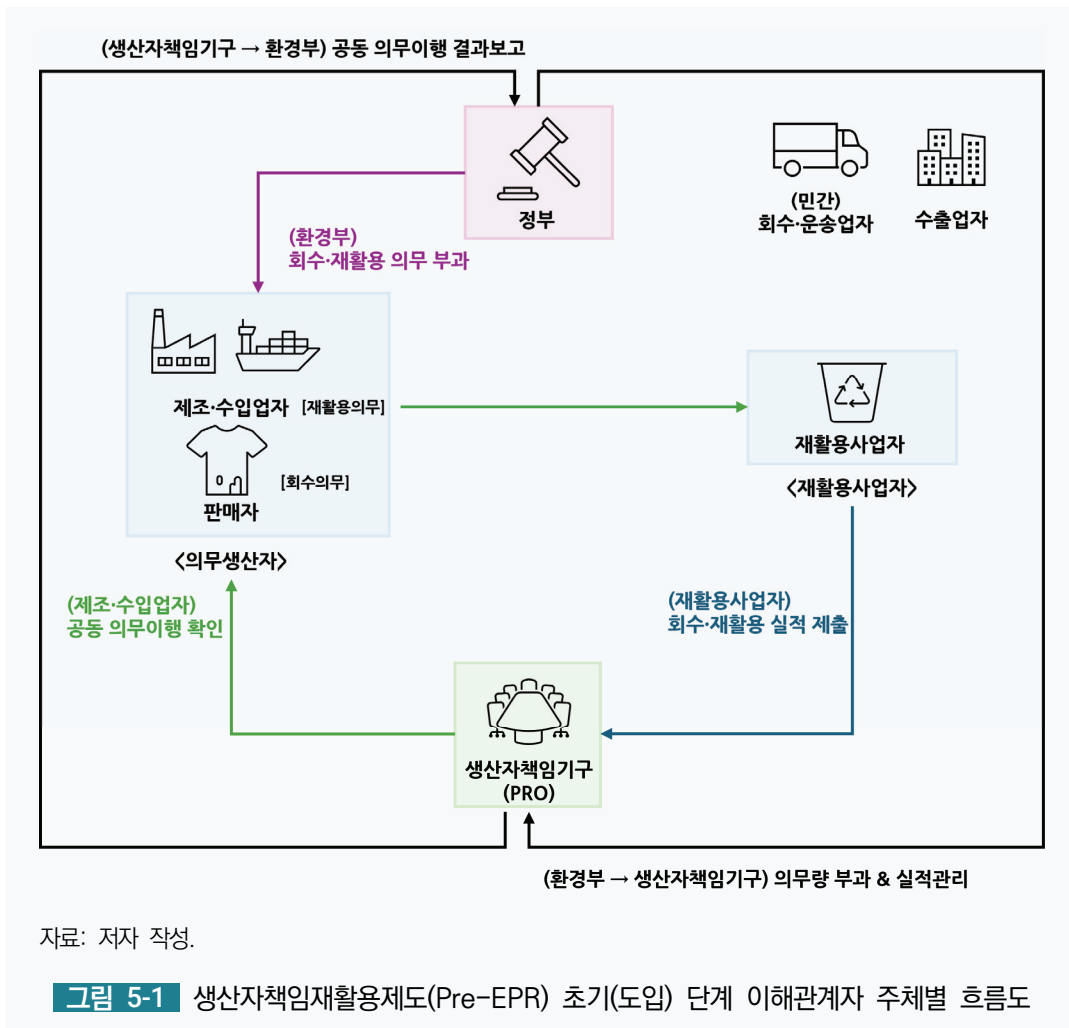 (생산자책임기구 → 환경부) 공동 의무이행 결과보고
정부
(민간)
회수·운송업자
수출업자
(환경부)
회수·재활용 의무 부과
제조·수입업자 [재활용의무]
[회수의무]
판매자
<의무생산자>
재활용사업자
<재활용사업자>
(제조·수입업자)
공동 의무이행 확인
(재활용사업자)
회수·재활용 실적 제출
생산자책임기구
(PRO)
(환경부 → 생산자책임기구) 의무량 부과 & 실적관리
자료: 저자 작성.
그림 5-1 생산자책임재활용제도(Pre-EPR) 초기(도입) 단계 이해관계자 주체별 흐름도